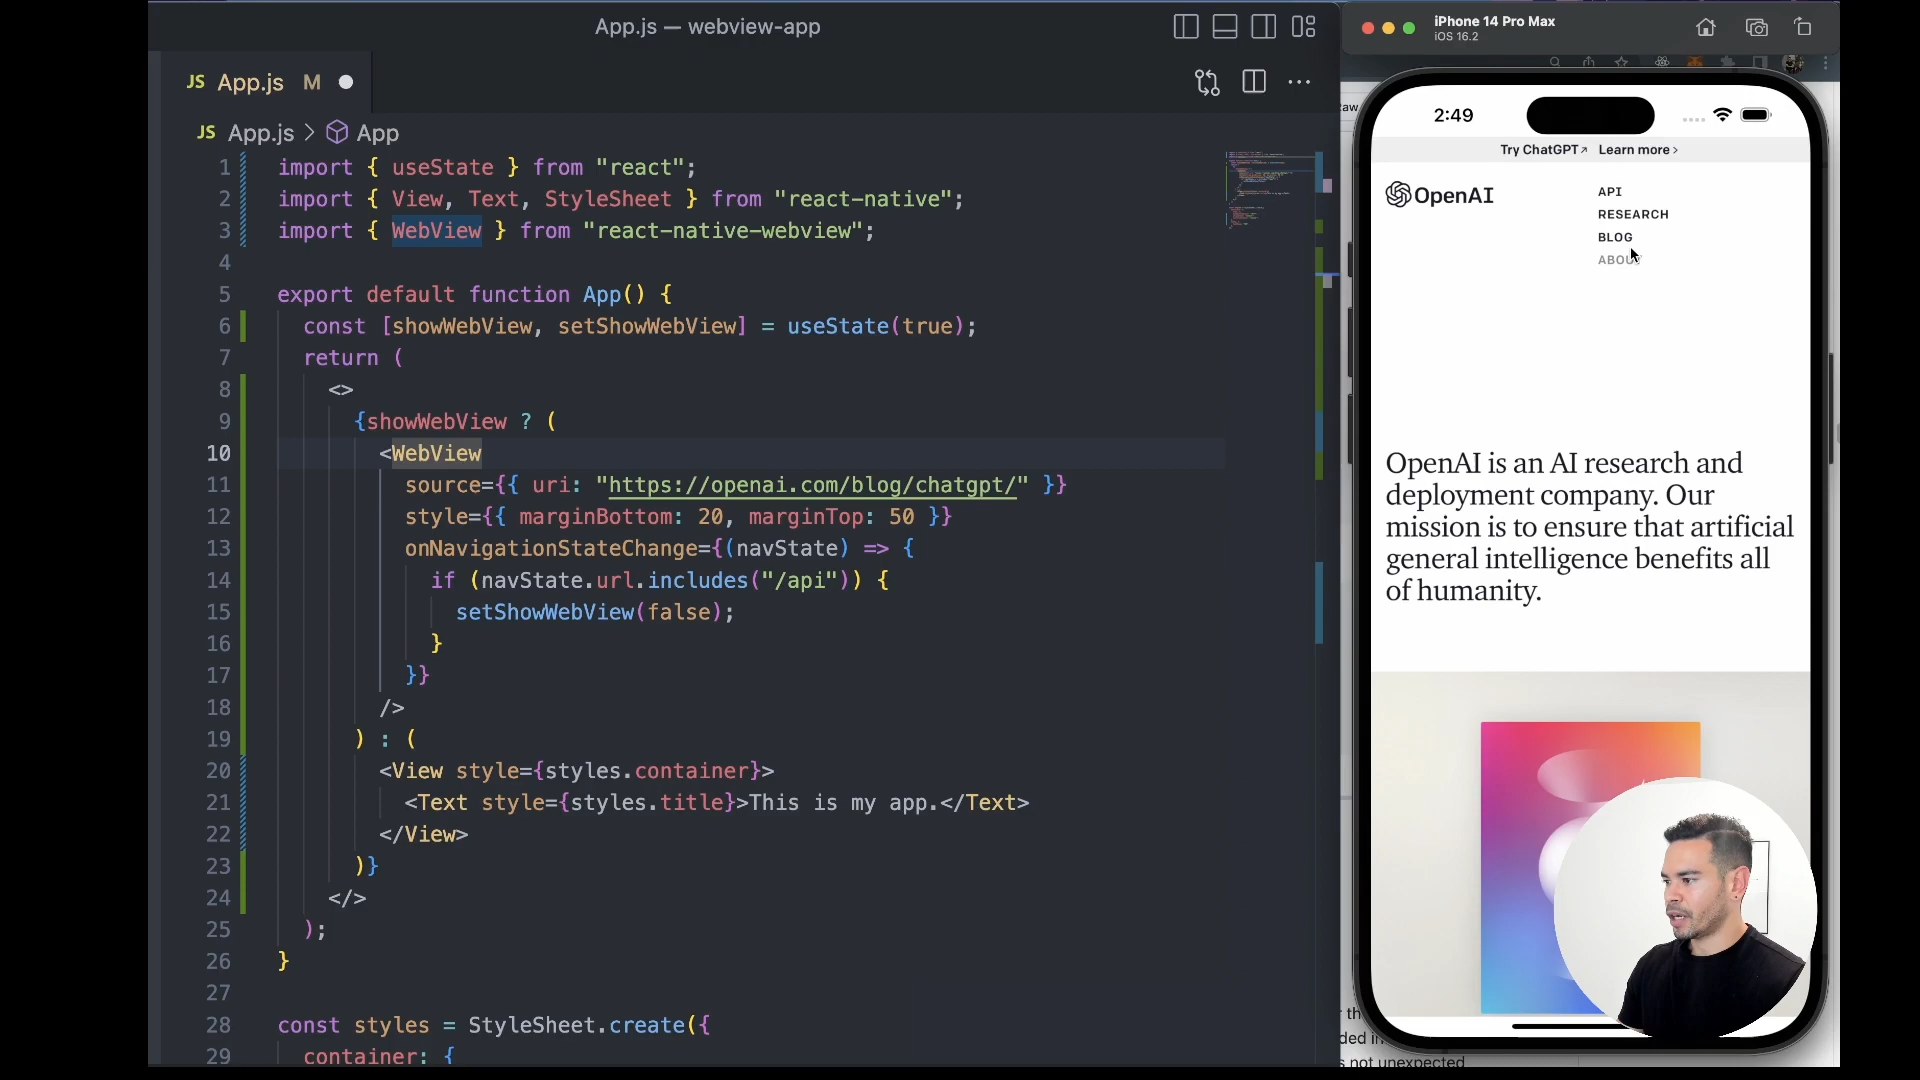 App.js — webview-app
JS App.js M
JS App.js > App
1 import { useState } from "react";
2 import { View, Text, StyleSheet } from "react-native";
3 import { WebView } from "react-native-webview";
4
5 export default function App() {
6 const [showWebView, setShowWebView] = useState(true);
7 return (
8 <>
9 {showWebView ? (
10 <WebView
11 source={{ uri: "https://openai.com/blog/chatgpt/" }}
12 style={{ marginBottom: 20, marginTop: 50 }}
13 onNavigationStateChange={(navState) => {
14 if (navState.url.includes("/api")) {
15 setShowWebView(false);
16 }
17 }}
18 />
19 ) : (
20 <View style={styles.container}>
21 <Text style={styles.title}>This is my app.</Text>
22 </View>
23 )}
24 </>
25 );
26 }
27
28 const styles = StyleSheet.create({
29 container: {
iPhone 14 Pro Max
iOS 16.2
2:49
Try ChatGPT↗ Learn more >
OpenAI
API
RESEARCH
BLOG
ABOUT
OpenAI is an AI research and
deployment company. Our
mission is to ensure that artificial
general intelligence benefits all
of humanity.
not unexpected